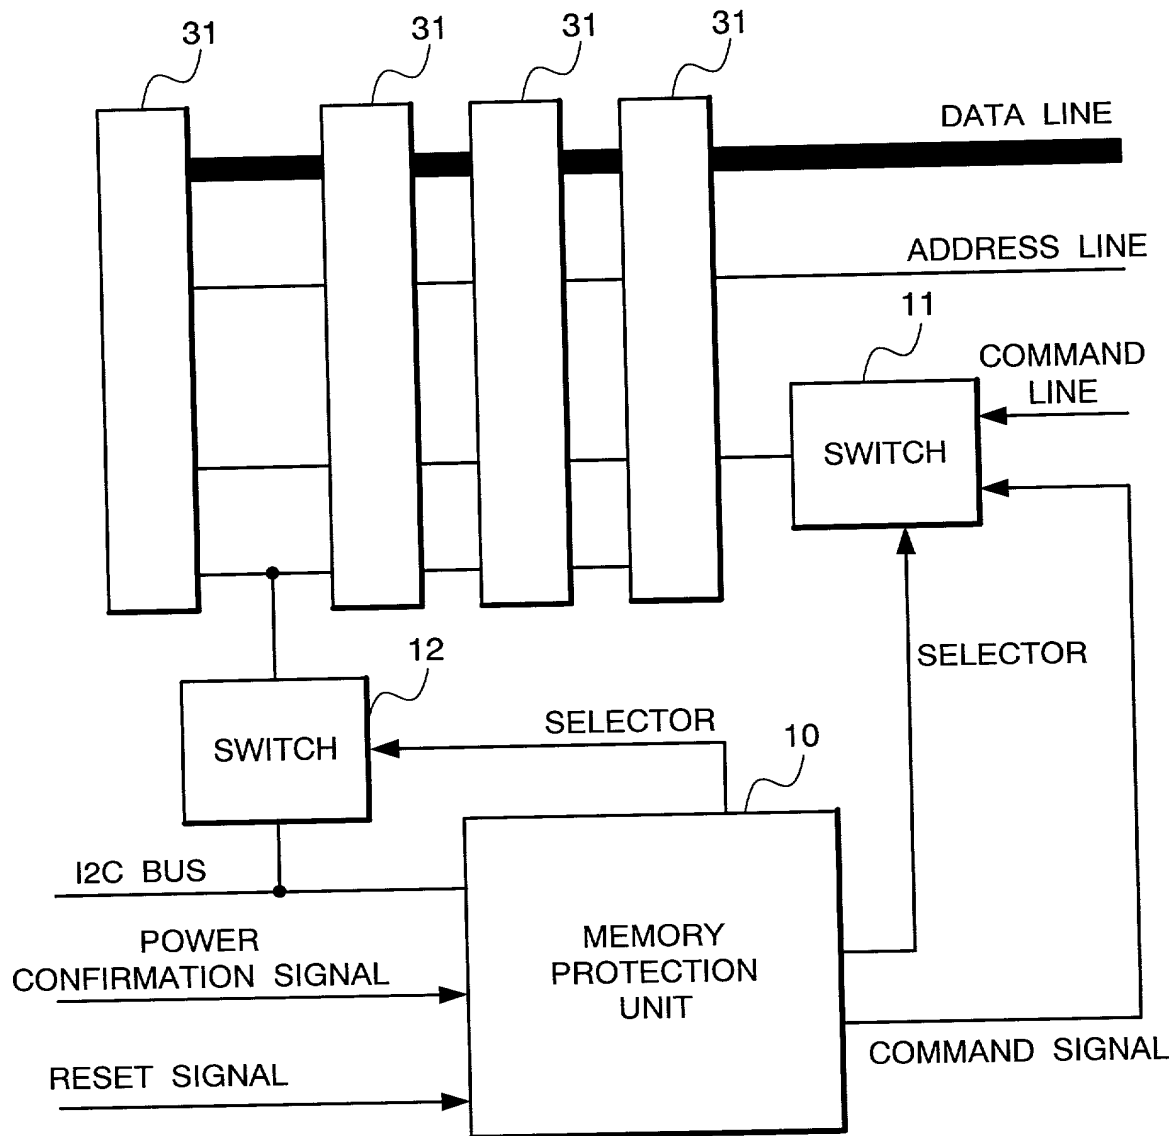 31
31
31
31
DATA LINE
ADDRESS LINE
11
COMMAND
LINE
SWITCH
SELECTOR
12
SELECTOR
SWITCH
10
I2C BUS
POWER
CONFIRMATION SIGNAL
MEMORY
PROTECTION
UNIT
COMMAND SIGNAL
RESET SIGNAL